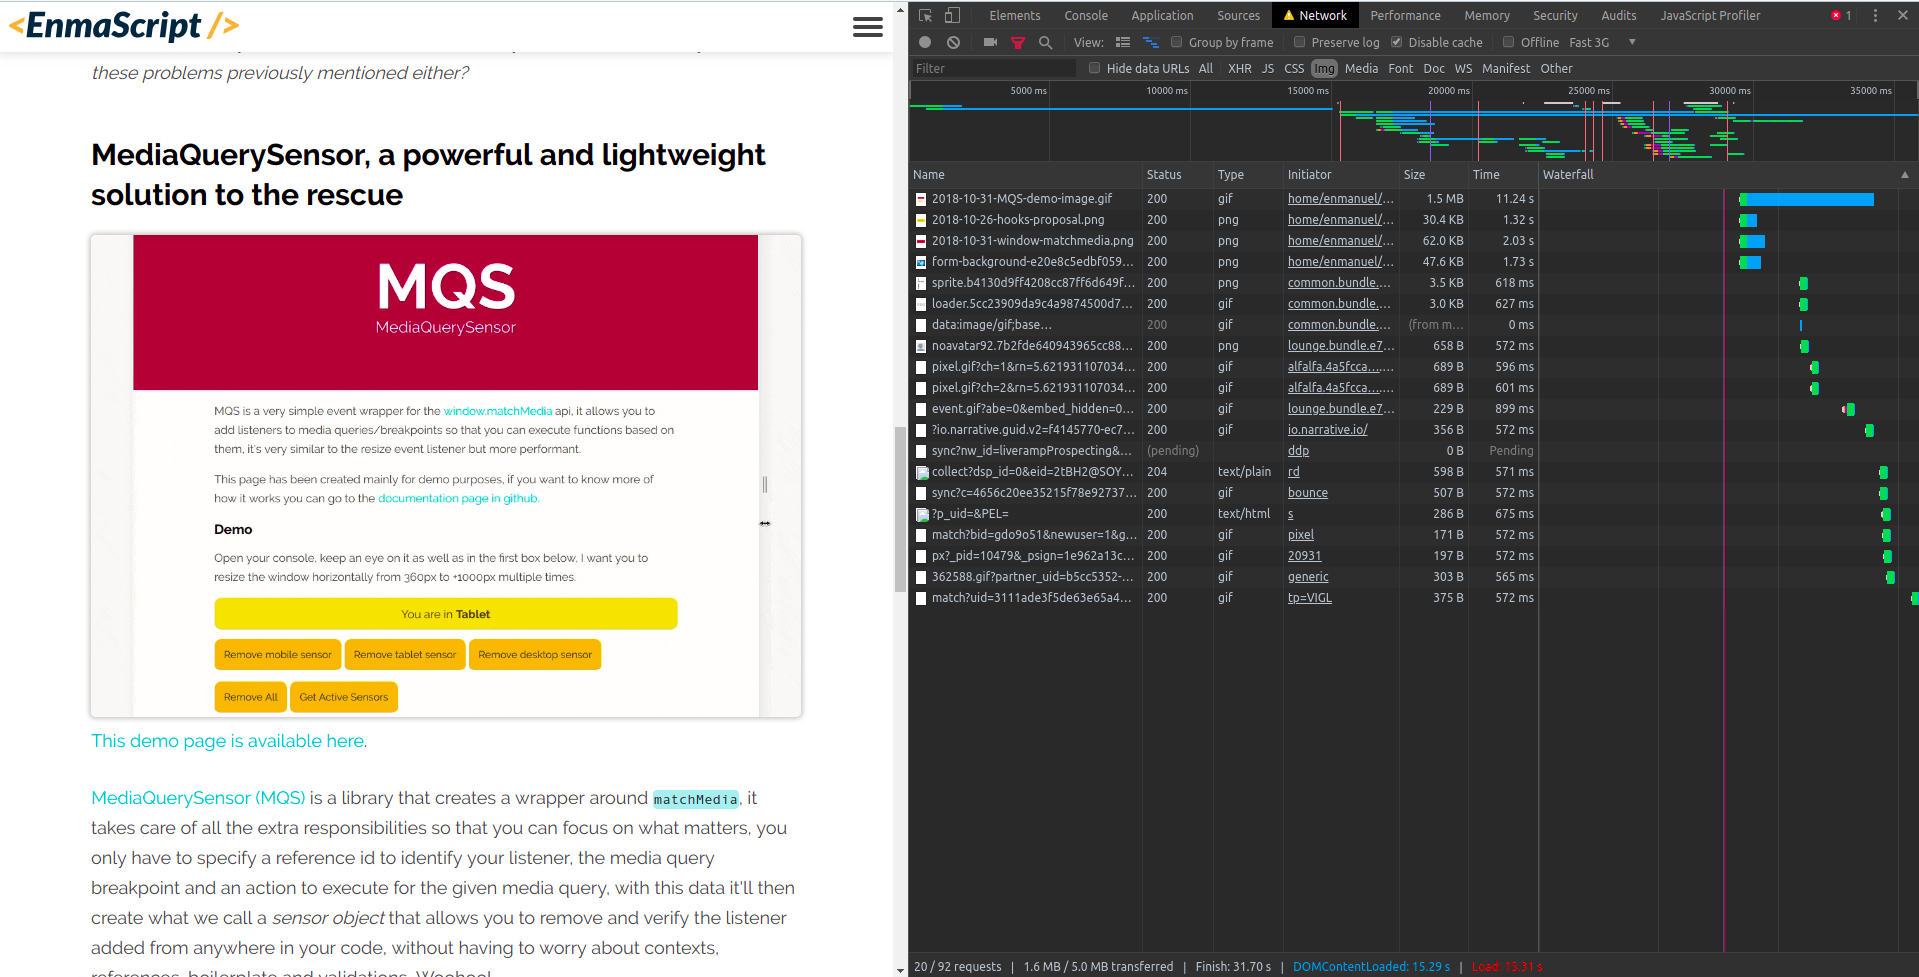 <EnmaScript />
these problems previously mentioned either?
MediaQuerySensor, a powerful and lightweight
solution to the rescue
MQS
MediaQuerySensor
MQS is a very simple event wrapper for the window.matchMedia api, it allows you to
add listeners to media queries/breakpoints so that you can execute functions based on
them, it's very similar to the resize event listener but more performant.
This page has been created mainly for demo purposes, if you want to know more of
how it works you can go to the documentation page in github.
Demo
Open your console, keep an eye on it as well as in the first box below, I want you to
resize the window horizontally from 360px to +1000px multiple times.
You are in Tablet
Remove mobile sensor Remove tablet sensor Remove desktop sensor
Remove All Get Active Sensors
This demo page is available here.
MediaQuerySensor (MQS) is a library that creates a wrapper around matchMedia, it
takes care of all the extra responsibilities so that you can focus on what matters, you
only have to specify a reference id to identify your listener, the media query
breakpoint and an action to execute for the given media query, with this data it'll then
create what we call a sensor object that allows you to remove and verify the listener
added from anywhere in your code, without having to worry about contexts,
references, boilerplate and validations. Woohoo!
Elements Console Application Sources Network Performance Memory Security Audits JavaScript Profiler 1
View: Group by frame Preserve log Disable cache Offline Fast 3G
Filter Hide data URLs All XHR JS CSS Img Media Font Doc WS Manifest Other
5000 ms 10000 ms 15000 ms 20000 ms 25000 ms 30000 ms 35000 ms
Name Status Type Initiator Size Time Waterfall
2018-10-31-MQS-demo-image.gif 200 gif home/enmanuel/... 1.5 MB 11.24 s
2018-10-26-hooks-proposal.png 200 png home/enmanuel/... 30.4 KB 1.32 s
2018-10-31-window-matchmedia.png 200 png home/enmanuel/... 62.0 KB 2.03 s
form-background-e20e8c5edbf059... 200 png home/enmanuel/... 47.6 KB 1.73 s
sprite.b4130d9ff4208cc87ff6d649f... 200 png common.bundle.... 3.5 KB 618 ms
loader.5cc23909da9c4a9874500d7... 200 gif common.bundle.... 3.0 KB 627 ms
data:image/gif;base... 200 gif common.bundle.... (from m... 0 ms
noavatar92.7b2fde640943965cc88... 200 png lounge.bundle.e7... 658 B 572 ms
pixel.gif?ch=1&rn=5.621931107034... 200 gif alfalfa.4a5fcca...... 689 B 596 ms
pixel.gif?ch=2&rn=5.621931107034... 200 gif alfalfa.4a5fcca...... 689 B 601 ms
event.gif?abe=0&embed_hidden=0... 200 gif lounge.bundle.e7... 229 B 899 ms
?io.narrative.guid.v2=f4145770-ec7... 200 gif io.narrative.io/ 356 B 572 ms
sync?nw_id=liverampProspecting&... (pending) ddp 0 B Pending
collect?dsp_id=0&eid=2tBH2@SOY... 204 text/plain rd 598 B 571 ms
sync?c=4656c20ee35215f78e92737... 200 gif bounce 507 B 572 ms
?p_uid=&PEL= 200 text/html s 286 B 675 ms
match?bid=gdo9o51&newuser=1&g... 200 gif pixel 171 B 572 ms
px?_pid=10479&_psign=1e962a13c... 200 gif 20931 197 B 572 ms
362588.gif?partner_uid=b5cc5352-... 200 gif generic 303 B 565 ms
match?uid=3111ade3f5de63e65a4... 200 gif tp=VIGL 375 B 572 ms
20 / 92 requests | 1.6 MB / 5.0 MB transferred | Finish: 31.70 s | DOMContentLoaded: 15.29 s | Load: 15.31 s